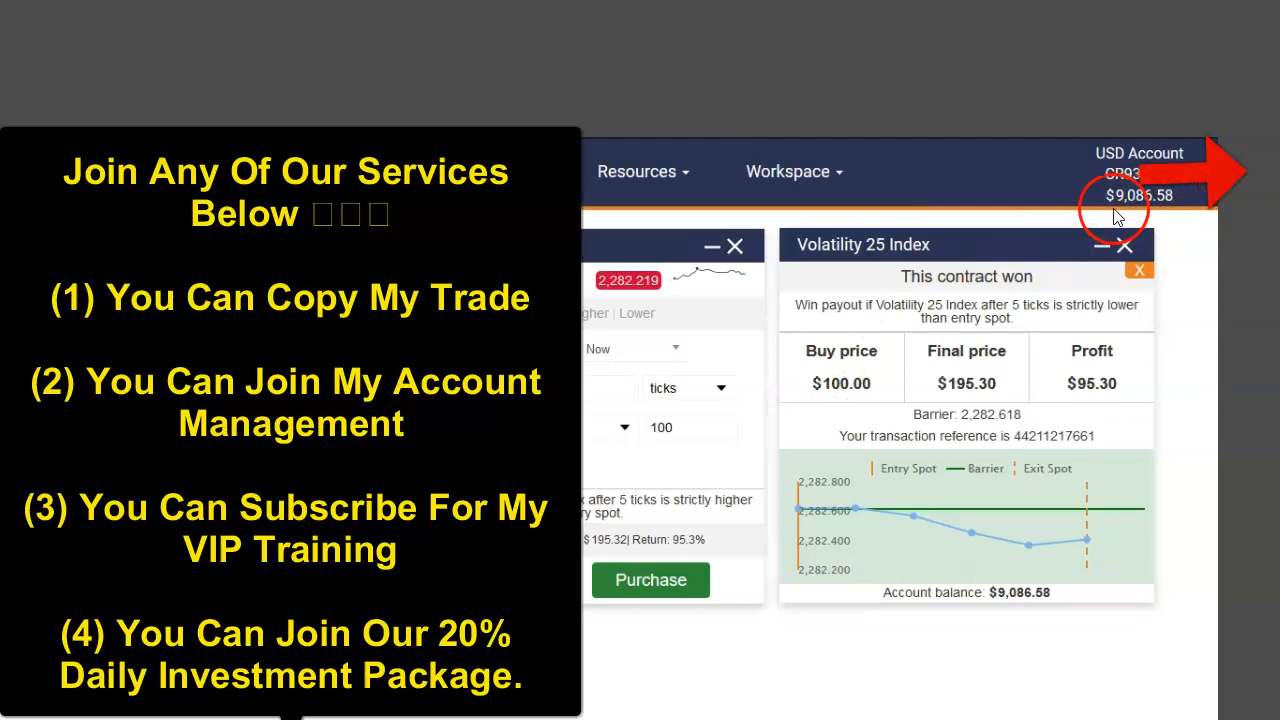 Join Any Of Our Services
Below
(1) You Can Copy My Trade
(2) You Can Join My Account
Management
(3) You Can Subscribe For My
VIP Training
(4) You Can Join Our 20%
Daily Investment Package.
Resources
Workspace
USD Account
$9,086.58
2,282.219
Lower
Now
ticks
100
after 5 ticks is strictly higher
spot.
$195.32| Return: 95.3%
Purchase
Volatility 25 Index
X
This contract won
Win payout if Volatility 25 Index after 5 ticks is strictly lower
than entry spot.
Buy price
Final price
Profit
$100.00
$195.30
$95.30
Barrier: 2,282.618
Your transaction reference is 44211217661
Entry Spot
Barrier
Exit Spot
2,282.800
2,282.600
2,282.400
2,282.200
Account balance: $9,086.58